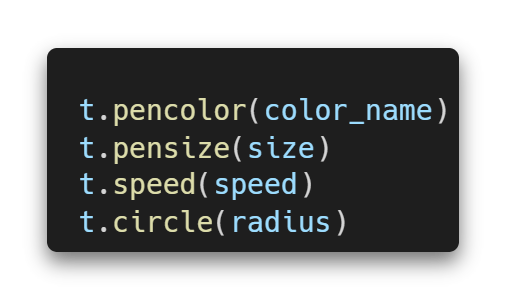 t.pencolor(color_name)
t.pensize(size)
t.speed(speed)
t.circle(radius)